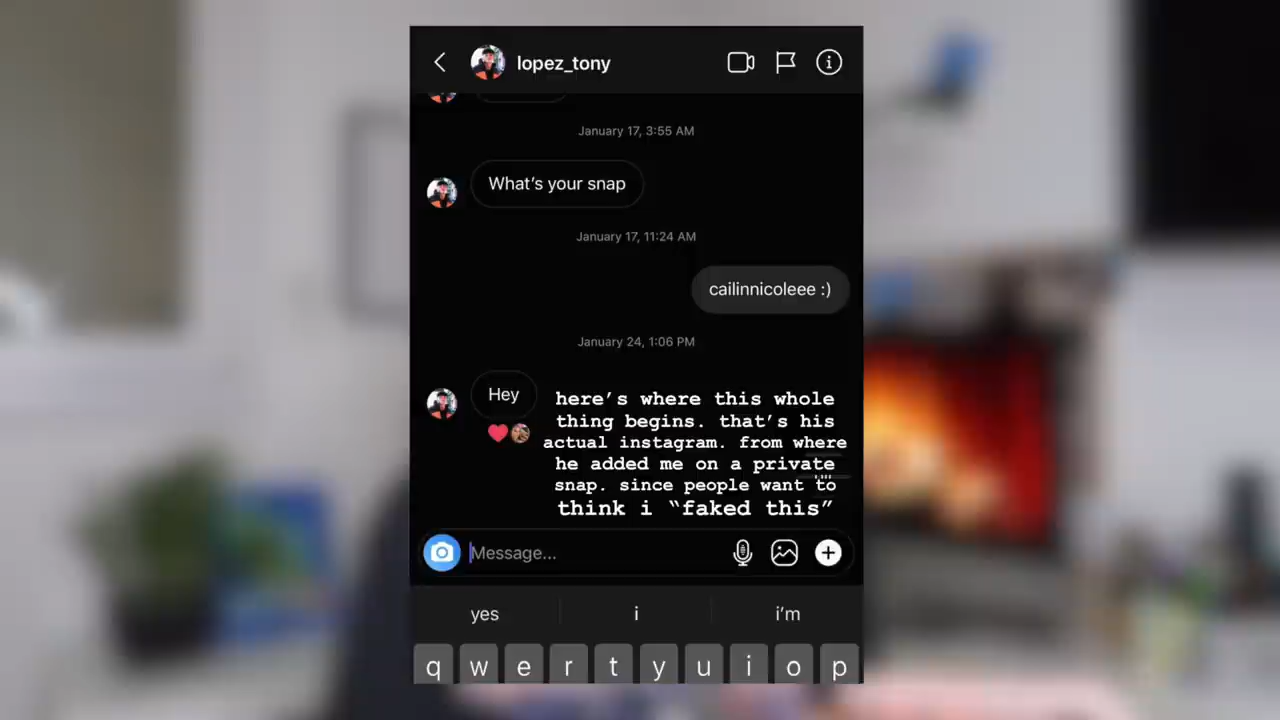 lopez_tony
January 17, 3:55 AM
What's your snap
January 17, 11:24 AM
cailinnicoleee :)
January 24, 1:06 PM
Hey
here's where this whole
thing begins. that's his
actual instagram. from where
he added me on a private
snap. since people want to
think i “faked this”
Message...
yes i i'm
q w e r t y u i o p